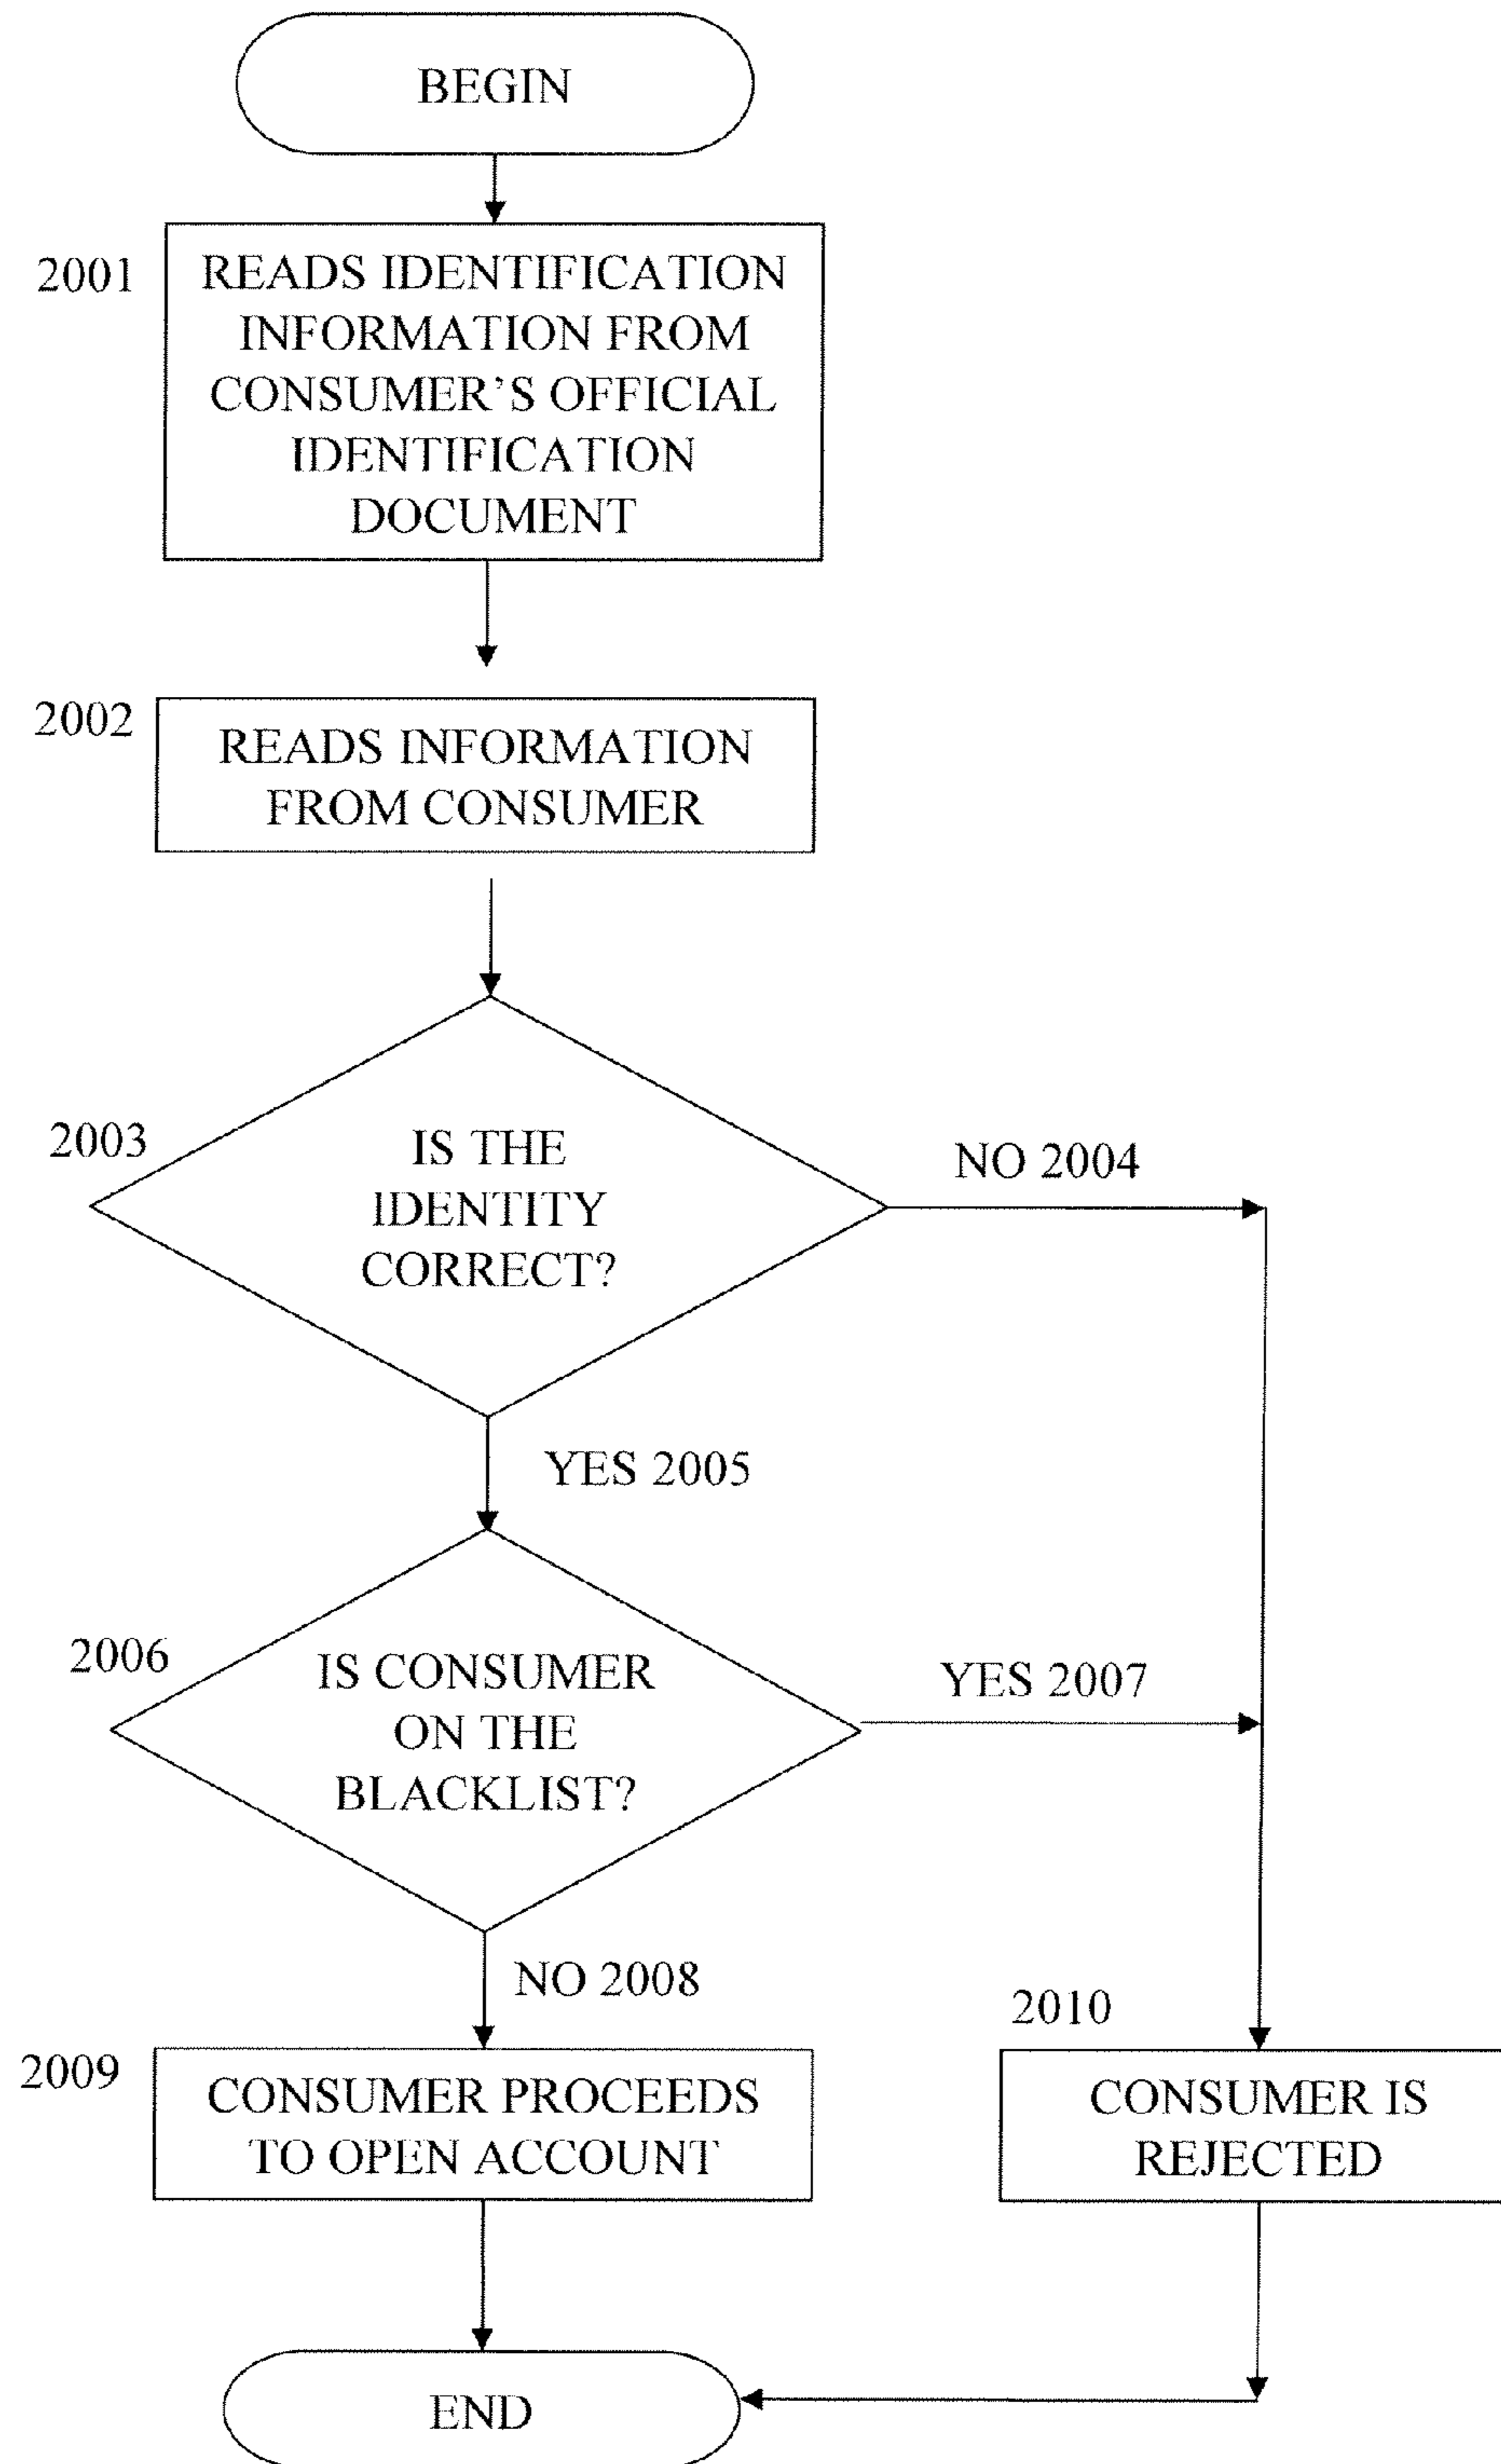 BEGIN
2001
READS IDENTIFICATION
INFORMATION FROM
CONSUMER’S OFFICIAL
IDENTIFICATION
DOCUMENT
2002
READS INFORMATION
FROM CONSUMER
2003
IS THE
IDENTITY
CORRECT?
NO 2004
YES 2005
2006
IS CONSUMER
ON THE
BLACKLIST?
YES 2007
NO 2008
2009
CONSUMER PROCEEDS
TO OPEN ACCOUNT
2010
CONSUMER IS
REJECTED
END